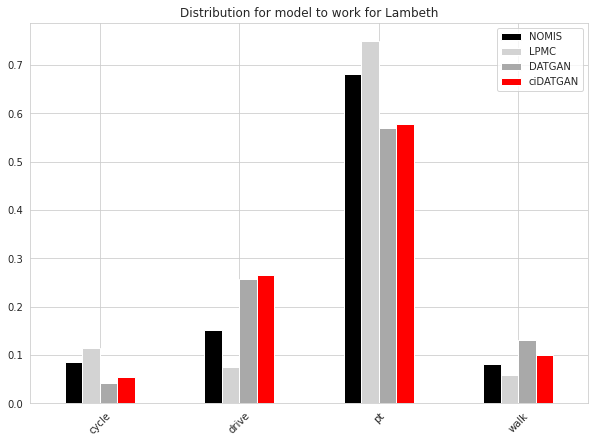 Distribution for model to work for Lambeth
NOMIS
LPMC
DATGAN
ciDATGAN
0.7
0.6
0.5
0.4
0.3
0.2
0.1
0.0
cycle
drive
pt
walk